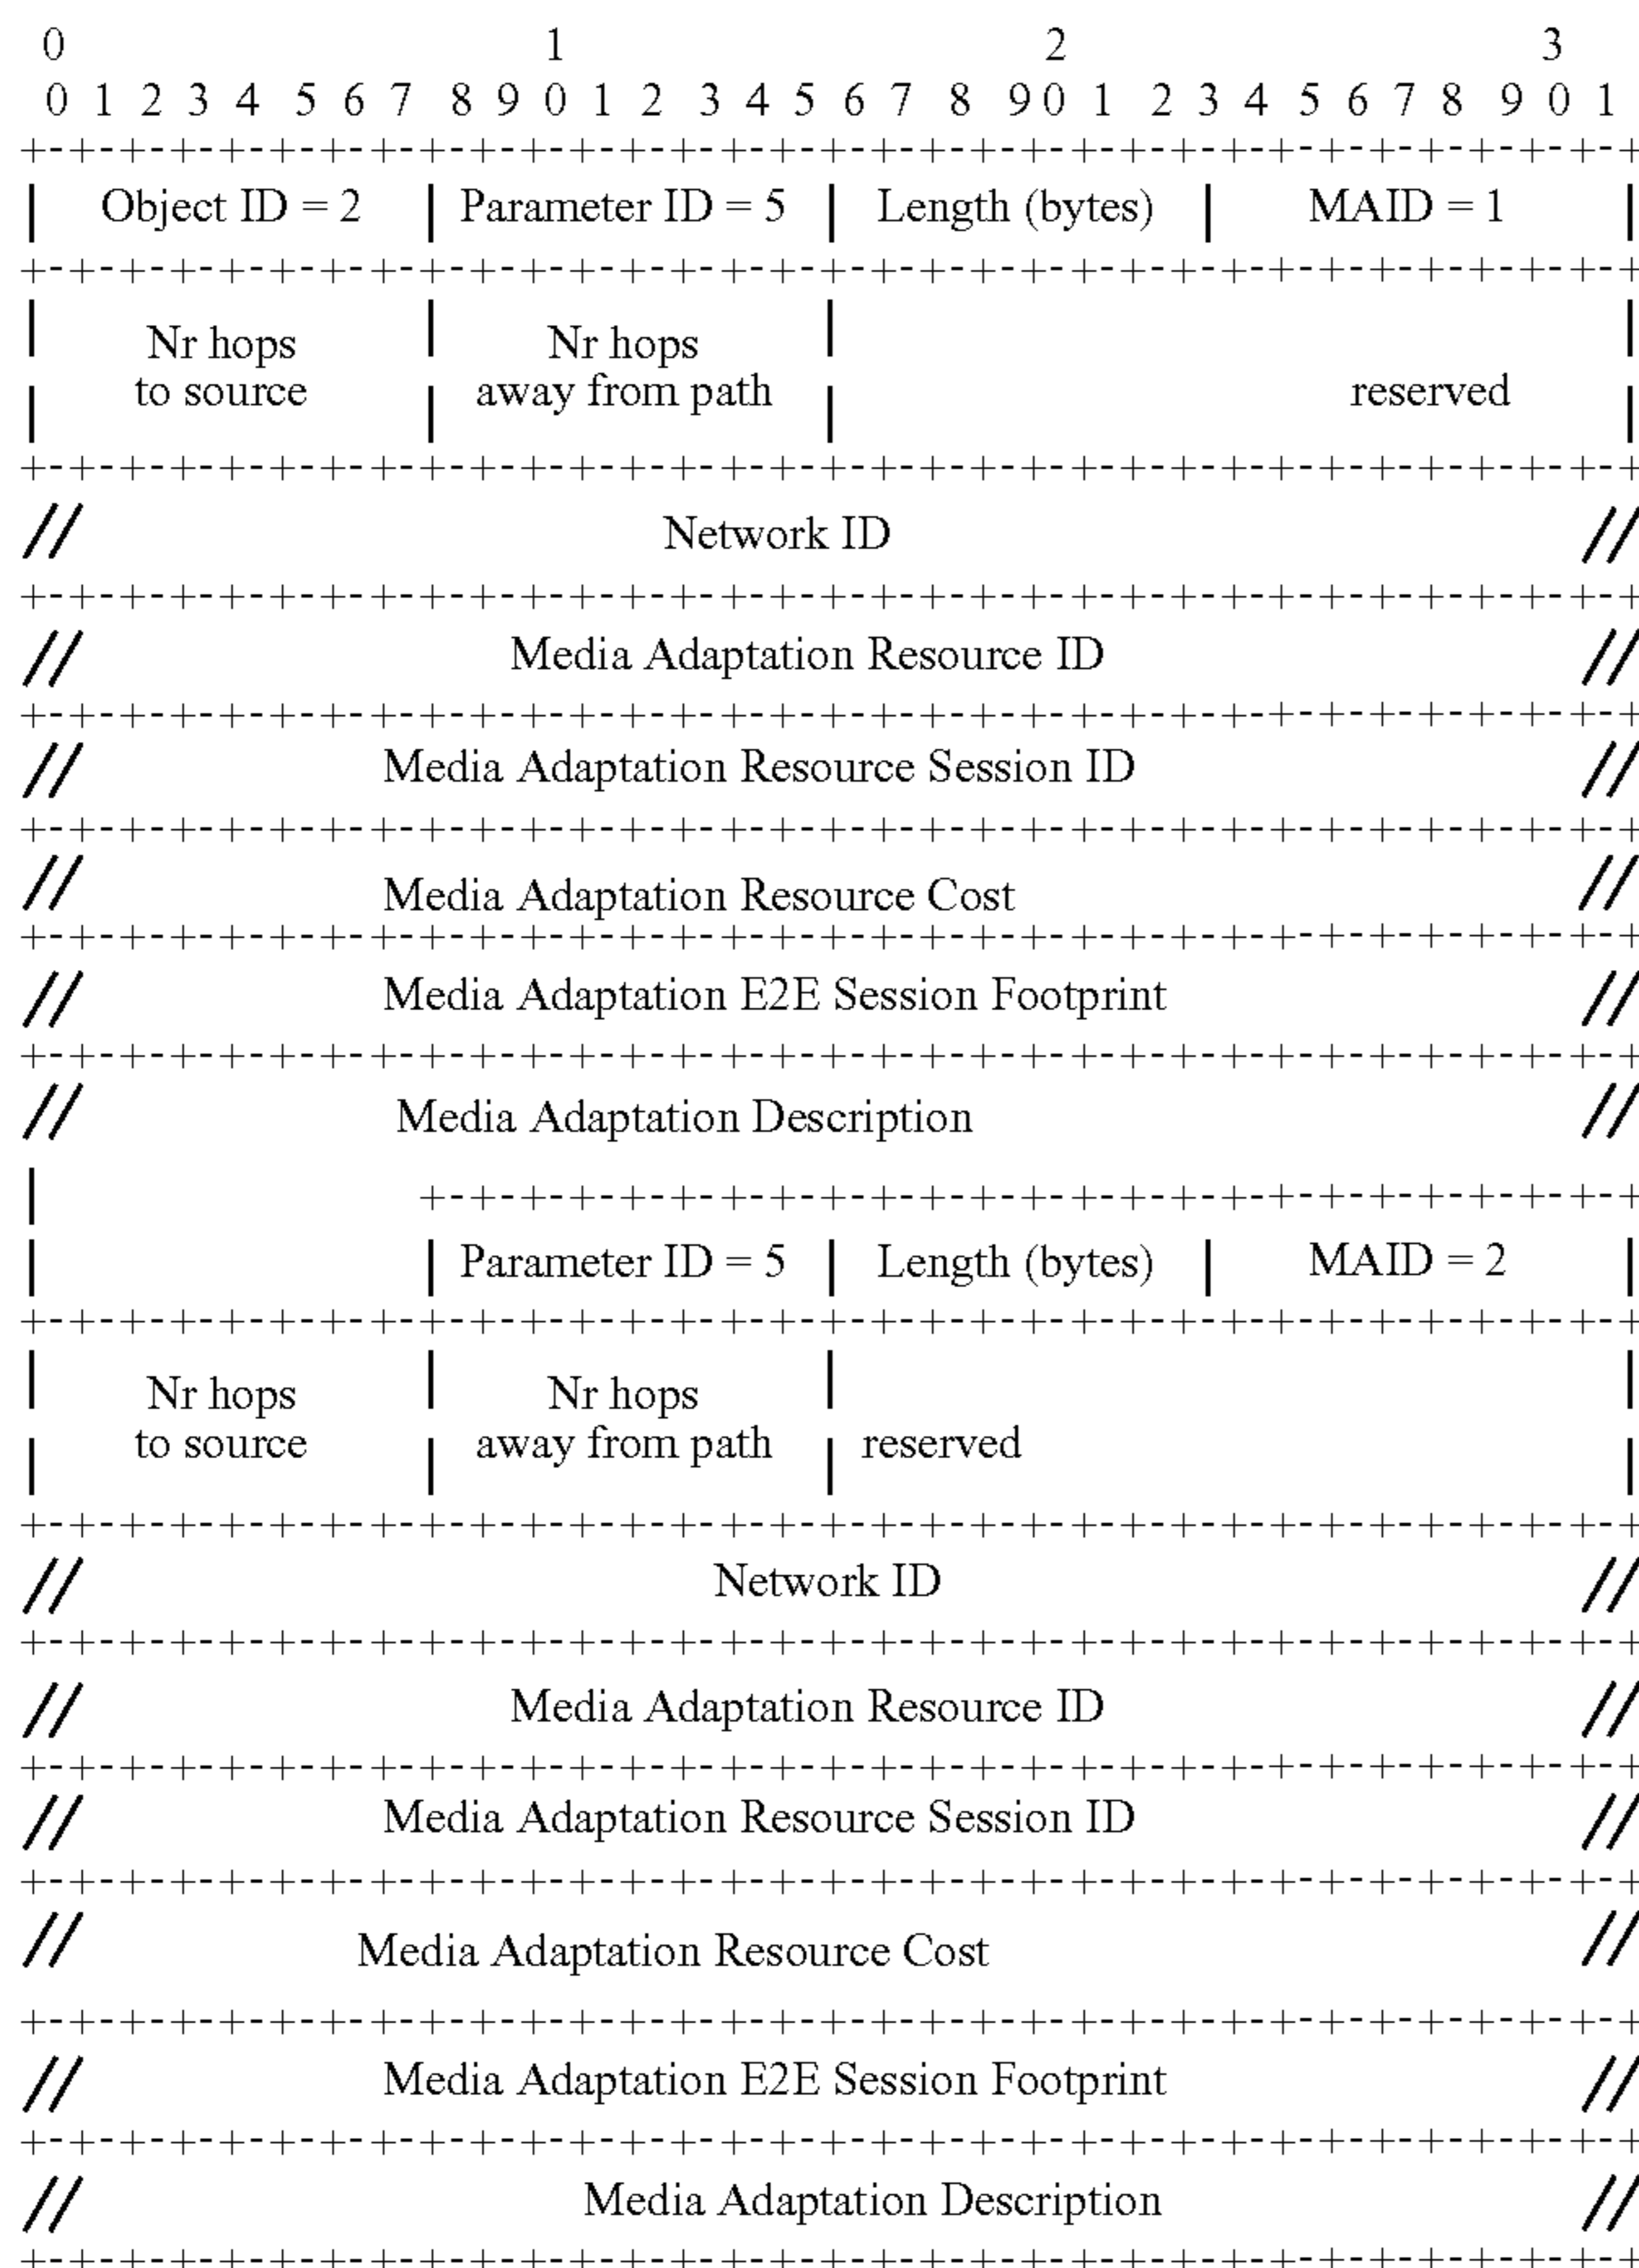 0 1 2 3
0 1 2 3 4 5 6 7 8 9 0 1 2 3 4 5 6 7 8 9 0 1 2 3 4 5 6 7 8 9 0 1
+-+-+-+-+-+-+-+-+-+-+-+-+-+-+-+-+-+-+-+-+-+-+-+-+-+-+-+-+-+-+-+-+
| Object ID = 2 | Parameter ID = 5 | Length (bytes) | MAID = 1 |
+-+-+-+-+-+-+-+-+-+-+-+-+-+-+-+-+-+-+-+-+-+-+-+-+-+-+-+-+-+-+-+-+
| Nr hops | Nr hops | |
| to source | away from path | reserved |
+-+-+-+-+-+-+-+-+-+-+-+-+-+-+-+-+-+-+-+-+-+-+-+-+-+-+-+-+-+-+-+-+
// Network ID //
+-+-+-+-+-+-+-+-+-+-+-+-+-+-+-+-+-+-+-+-+-+-+-+-+-+-+-+-+-+-+-+-+
// Media Adaptation Resource ID //
+-+-+-+-+-+-+-+-+-+-+-+-+-+-+-+-+-+-+-+-+-+-+-+-+-+-+-+-+-+-+-+-+
// Media Adaptation Resource Session ID //
+-+-+-+-+-+-+-+-+-+-+-+-+-+-+-+-+-+-+-+-+-+-+-+-+-+-+-+-+-+-+-+-+
// Media Adaptation Resource Cost //
+-+-+-+-+-+-+-+-+-+-+-+-+-+-+-+-+-+-+-+-+-+-+-+-+-+-+-+-+-+-+-+-+
// Media Adaptation E2E Session Footprint //
+-+-+-+-+-+-+-+-+-+-+-+-+-+-+-+-+-+-+-+-+-+-+-+-+-+-+-+-+-+-+-+-+
// Media Adaptation Description //
| +-+-+-+-+-+-+-+-+-+-+-+-+-+-+-+-+-+-+-+-+-+-+-+-+
| | Parameter ID = 5 | Length (bytes) | MAID = 2 |
+-+-+-+-+-+-+-+-+-+-+-+-+-+-+-+-+-+-+-+-+-+-+-+-+-+-+-+-+-+-+-+-+
| Nr hops | Nr hops | |
| to source | away from path | reserved |
+-+-+-+-+-+-+-+-+-+-+-+-+-+-+-+-+-+-+-+-+-+-+-+-+-+-+-+-+-+-+-+-+
// Network ID //
+-+-+-+-+-+-+-+-+-+-+-+-+-+-+-+-+-+-+-+-+-+-+-+-+-+-+-+-+-+-+-+-+
// Media Adaptation Resource ID //
+-+-+-+-+-+-+-+-+-+-+-+-+-+-+-+-+-+-+-+-+-+-+-+-+-+-+-+-+-+-+-+-+
// Media Adaptation Resource Session ID //
+-+-+-+-+-+-+-+-+-+-+-+-+-+-+-+-+-+-+-+-+-+-+-+-+-+-+-+-+-+-+-+-+
// Media Adaptation Resource Cost //
+-+-+-+-+-+-+-+-+-+-+-+-+-+-+-+-+-+-+-+-+-+-+-+-+-+-+-+-+-+-+-+-+
// Media Adaptation E2E Session Footprint //
+-+-+-+-+-+-+-+-+-+-+-+-+-+-+-+-+-+-+-+-+-+-+-+-+-+-+-+-+-+-+-+-+
// Media Adaptation Description //
+-+-+-+-+-+-+-+-+-+-+-+-+-+-+-+-+-+-+-+-+-+-+-+-+-+-+-+-+-+-+-+-+